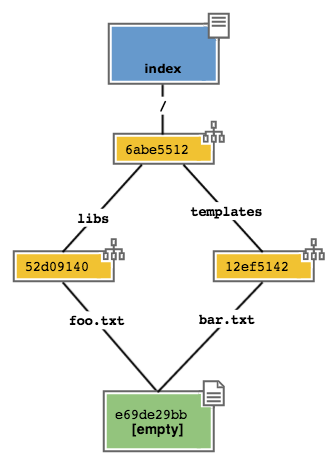 index
/
6abe5512
libs
templates
52d09140
12ef5142
foo.txt
bar.txt
e69de29bb
[empty]